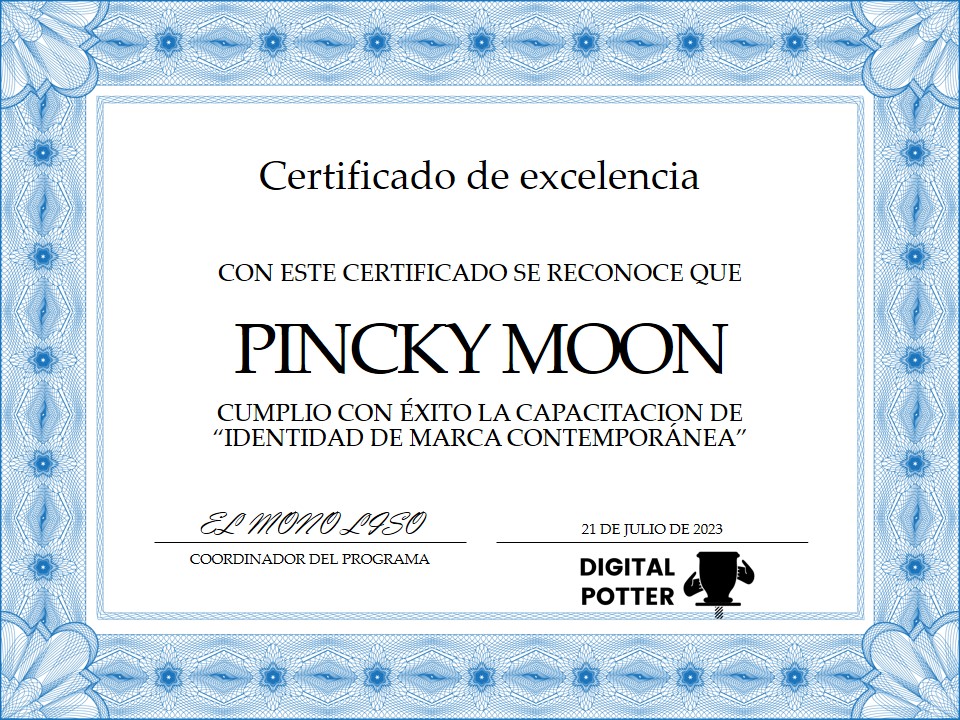 Certificado de excelencia
CON ESTE CERTIFICADO SE RECONOCE QUE
PINCKY MOON
CUMPLIO CON ÉXITO LA CAPACITACION DE
“IDENTIDAD DE MARCA CONTEMPORÁNEA”
EL MONO LISO
COORDINADOR DEL PROGRAMA
21 DE JULIO DE 2023
DIGITAL
POTTER